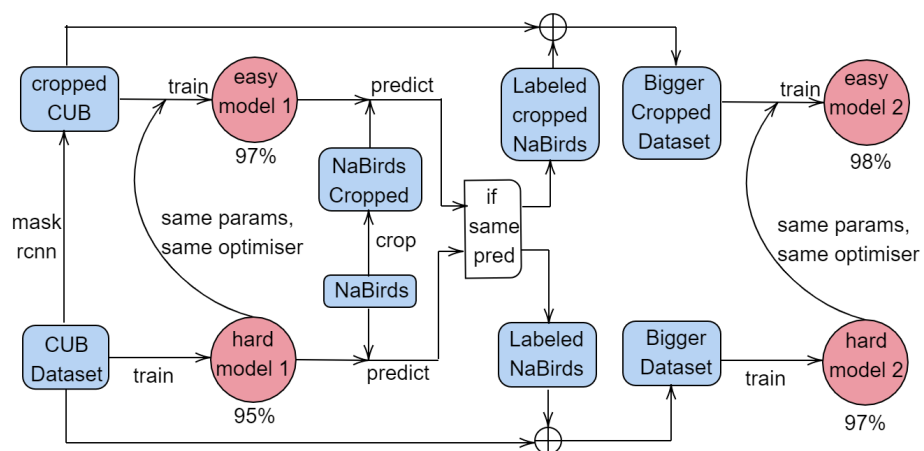 cropped
CUB
train
easy
model 1
97%
predict
NaBirds
Cropped
crop
NaBirds
Labeled
cropped
NaBirds
Bigger
Cropped
Dataset
train
easy
model 2
98%
mask
rcnn
same params,
same optimiser
if
same
pred
same params,
same optimiser
CUB
Dataset
train
hard
model 1
95%
predict
Labeled
NaBirds
Bigger
Dataset
train
hard
model 2
97%